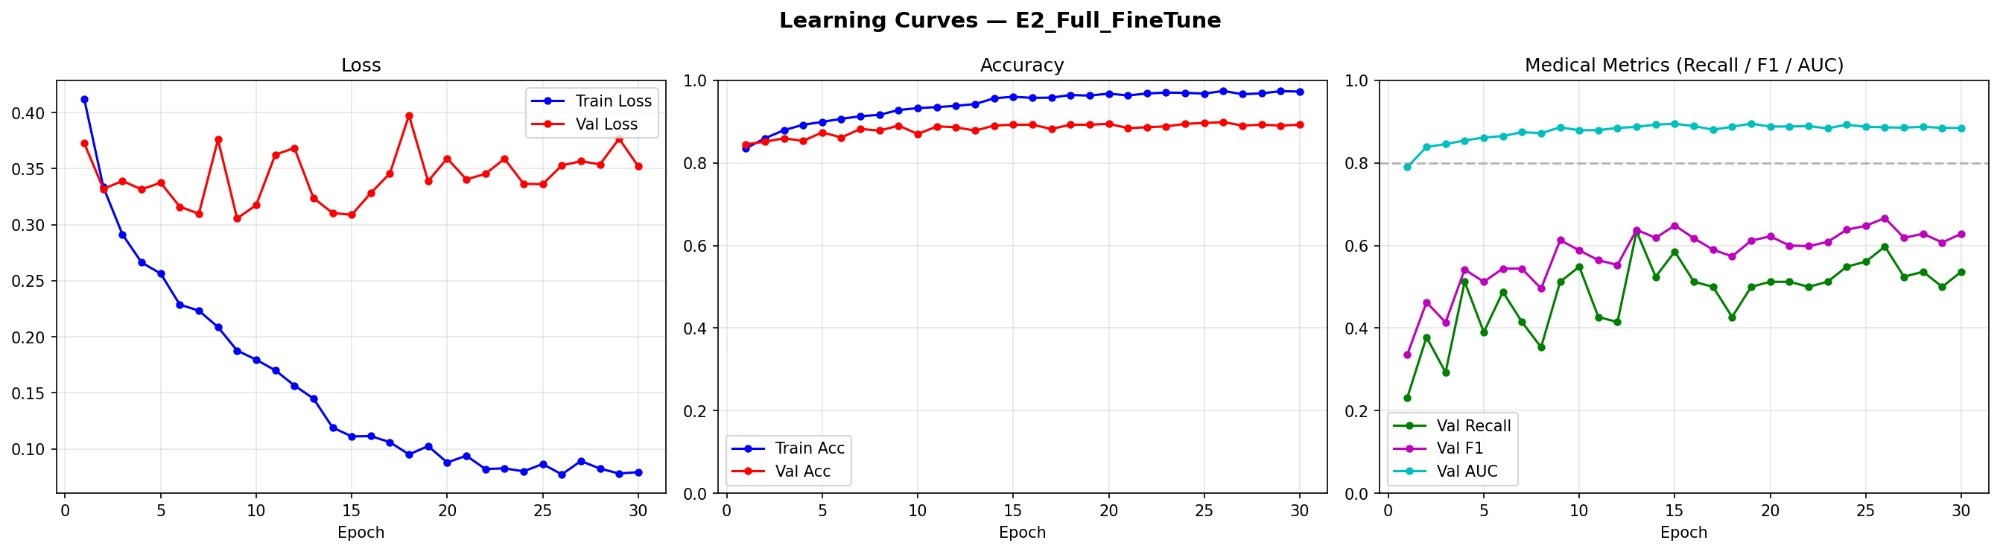 Learning Curves — E2_Full_FineTune
Loss
0.40
0.35
0.30
0.25
0.20
0.15
0.10
0 5 10 15 20 25 30
Epoch
Train Loss
Val Loss
Accuracy
1.0
0.8
0.6
0.4
0.2
0.0
0 5 10 15 20 25 30
Epoch
Train Acc
Val Acc
Medical Metrics (Recall / F1 / AUC)
1.0
0.8
0.6
0.4
0.2
0.0
0 5 10 15 20 25 30
Epoch
Val Recall
Val F1
Val AUC